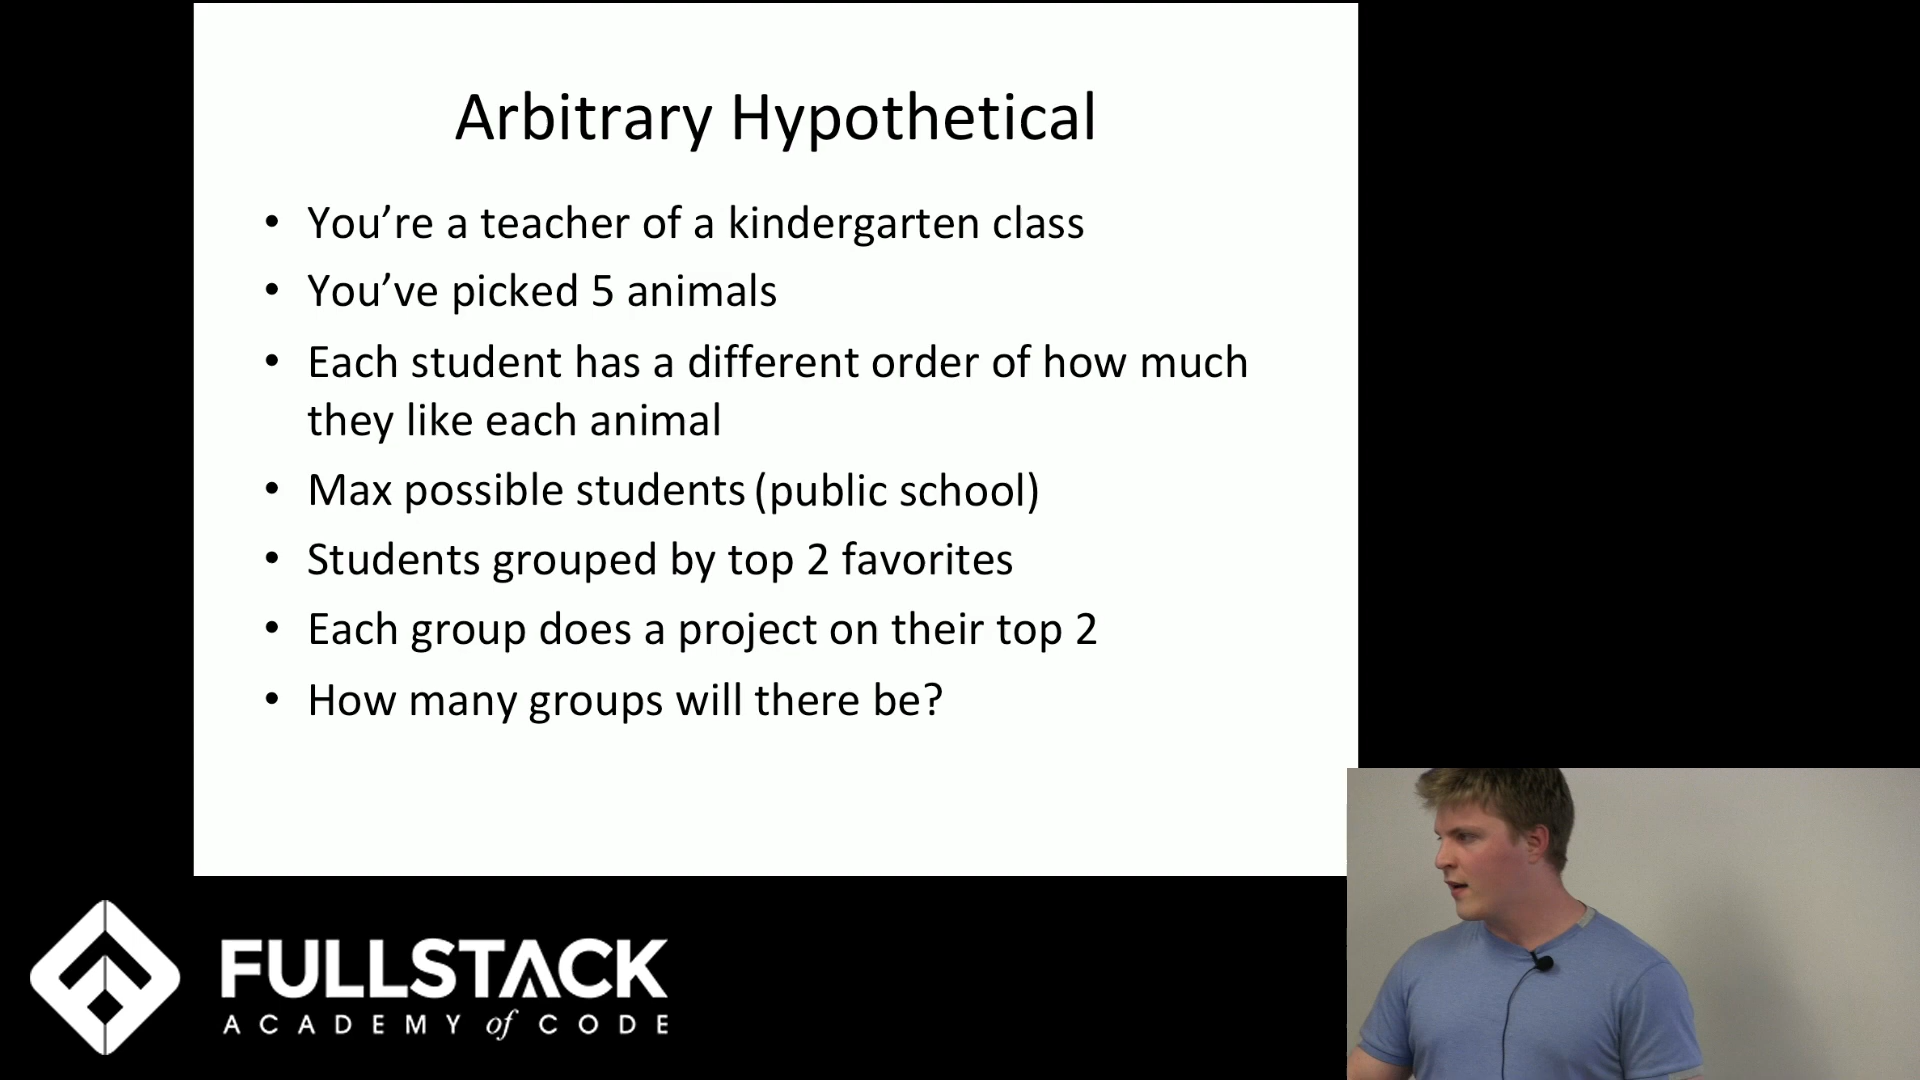 Arbitrary Hypothetical
• You’re a teacher of a kindergarten class
• You’ve picked 5 animals
• Each student has a different order of how much
they like each animal
• Max possible students (public school)
• Students grouped by top 2 favorites
• Each group does a project on their top 2
• How many groups will there be?
FULLSTACK
ACADEMY of CODE